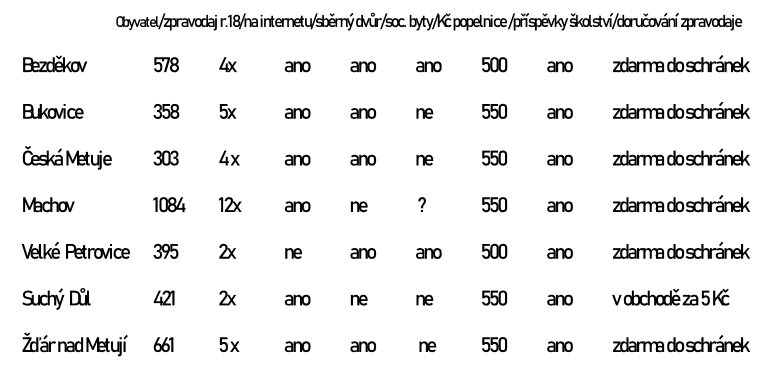 Obyvatel/zpravodaj r.18/na internetu/sběrný dvůr/soc. byty/Kč popelnice /příspěvky školství/doručování zpravodaje
Bezděkov 578 4x ano ano ano 500 ano zdarma do schránek
Bukovice 358 5x ano ano ne 550 ano zdarma do schránek
Česká Metuje 303 4 x ano ano ne 550 ano zdarma do schránek
Machov 1084 12x ano ne ? 550 ano zdarma do schránek
Velké Petrovice 395 2x ne ano ano 500 ano zdarma do schránek
Suchý Důl 421 2x ano ne ne 550 ano v obchodě za 5 Kč
Žďár nad Metují 661 5 x ano ano ne 550 ano zdarma do schránek